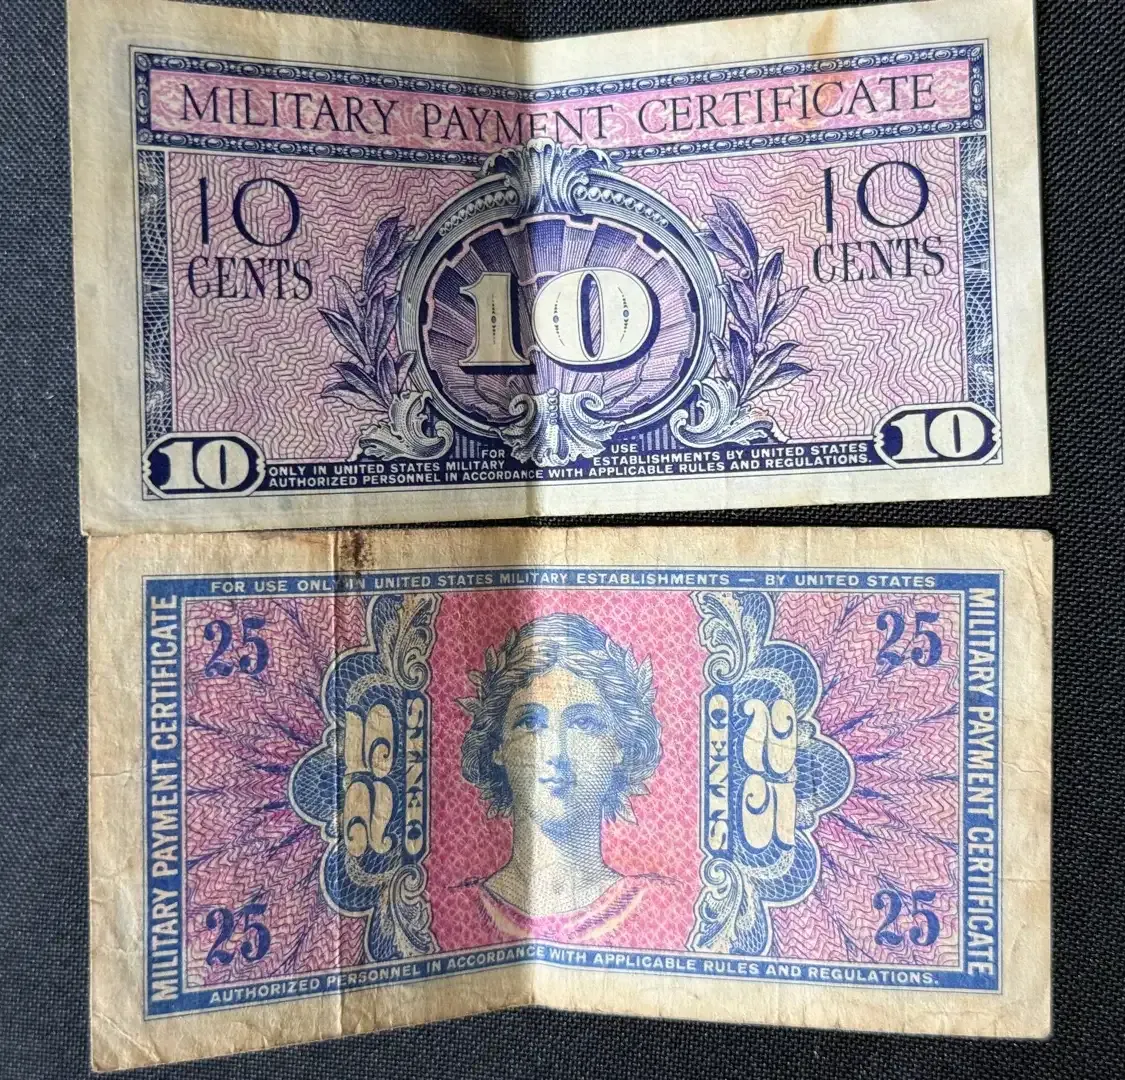 MILITARY PAYMENT CERTIFICATE
10 10
CENTS CENTS
10
10 10
FOR USE
ONLY IN UNITED STATES MILITARY ESTABLISHMENTS BY UNITED STATES
AUTHORIZED PERSONNEL IN ACCORDANCE WITH APPLICABLE RULES AND REGULATIONS.
FOR USE ONLY IN UNITED STATES MILITARY ESTABLISHMENTS — BY UNITED STATES
MILITARY PAYMENT CERTIFICATE
25 25
25 CENTS
CENTS 25
25 25
MILITARY PAYMENT CERTIFICATE
AUTHORIZED PERSONNEL IN ACCORDANCE WITH APPLICABLE RULES AND REGULATIONS.